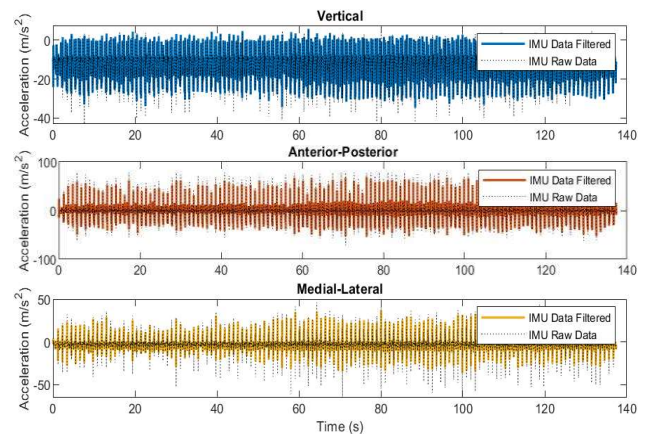 Vertical
Acceleration (m/s²)
0
-20
-40
IMU Data Filtered
IMU Raw Data
0 20 40 60 80 100 120 140
Anterior-Posterior
Acceleration (m/s²)
100
0
-100
IMU Data Filtered
IMU Raw Data
0 20 40 60 80 100 120 140
Medial-Lateral
Acceleration (m/s²)
50
0
-50
IMU Data Filtered
IMU Raw Data
0 20 40 60 80 100 120 140
Time (s)